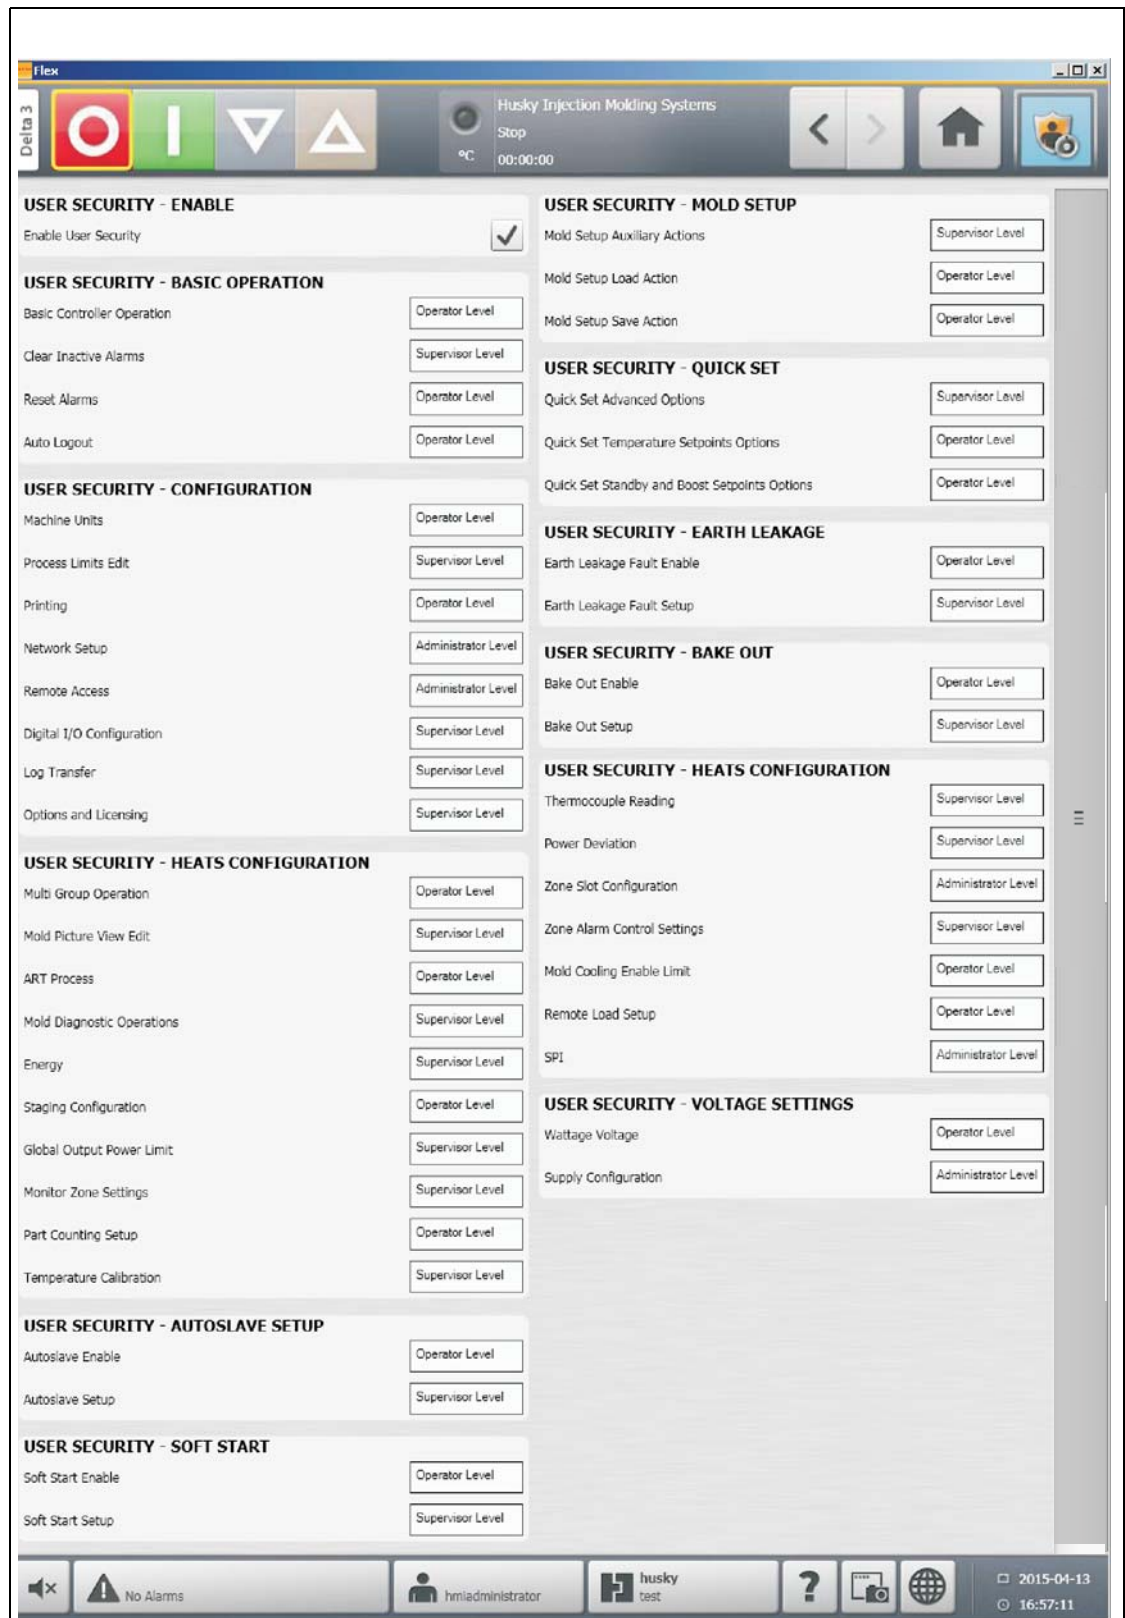 Flex
Delta 3
Husky Injection Molding Systems
Stop
°C 00:00:00
USER SECURITY - ENABLE
Enable User Security
USER SECURITY - BASIC OPERATION
Basic Controller Operation Operator Level
Clear Inactive Alarms Supervisor Level
Reset Alarms Operator Level
Auto Logout Operator Level
USER SECURITY - CONFIGURATION
Machine Units Operator Level
Process Limits Edit Supervisor Level
Printing Operator Level
Network Setup Administrator Level
Remote Access Administrator Level
Digital I/O Configuration Supervisor Level
Log Transfer Supervisor Level
Options and Licensing Supervisor Level
USER SECURITY - HEATS CONFIGURATION
Multi Group Operation Operator Level
Mold Picture View Edit Supervisor Level
ART Process Operator Level
Mold Diagnostic Operations Supervisor Level
Energy Supervisor Level
Staging Configuration Operator Level
Global Output Power Limit Supervisor Level
Monitor Zone Settings Supervisor Level
Part Counting Setup Operator Level
Temperature Calibration Supervisor Level
USER SECURITY - AUTOSLAVE SETUP
Autoslave Enable Operator Level
Autoslave Setup Supervisor Level
USER SECURITY - SOFT START
Soft Start Enable Operator Level
Soft Start Setup Supervisor Level
USER SECURITY - MOLD SETUP
Mold Setup Auxiliary Actions Supervisor Level
Mold Setup Load Action Operator Level
Mold Setup Save Action Operator Level
USER SECURITY - QUICK SET
Quick Set Advanced Options Supervisor Level
Quick Set Temperature Setpoints Options Operator Level
Quick Set Standby and Boost Setpoints Options Operator Level
USER SECURITY - EARTH LEAKAGE
Earth Leakage Fault Enable Operator Level
Earth Leakage Fault Setup Supervisor Level
USER SECURITY - BAKE OUT
Bake Out Enable Operator Level
Bake Out Setup Supervisor Level
USER SECURITY - HEATS CONFIGURATION
Thermocouple Reading Supervisor Level
Power Deviation Supervisor Level
Zone Slot Configuration Administrator Level
Zone Alarm Control Settings Supervisor Level
Mold Cooling Enable Limit Operator Level
Remote Load Setup Operator Level
SPI Administrator Level
USER SECURITY - VOLTAGE SETTINGS
Wattage Voltage Operator Level
Supply Configuration Administrator Level
No Alarms
hmiadministrator
husky
test
?
2015-04-13
16:57:11